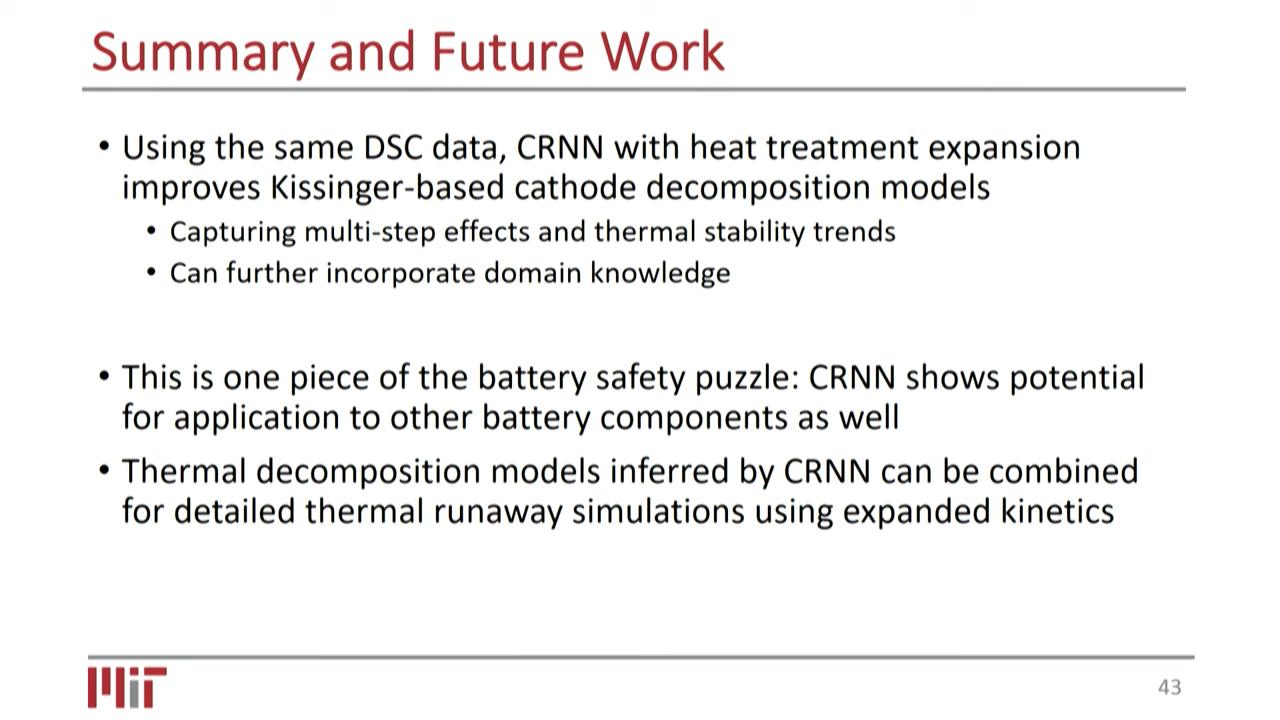 Summary and Future Work
• Using the same DSC data, CRNN with heat treatment expansion
improves Kissinger-based cathode decomposition models
• Capturing multi-step effects and thermal stability trends
• Can further incorporate domain knowledge
• This is one piece of the battery safety puzzle: CRNN shows potential
for application to other battery components as well
• Thermal decomposition models inferred by CRNN can be combined
for detailed thermal runaway simulations using expanded kinetics
MIT
43